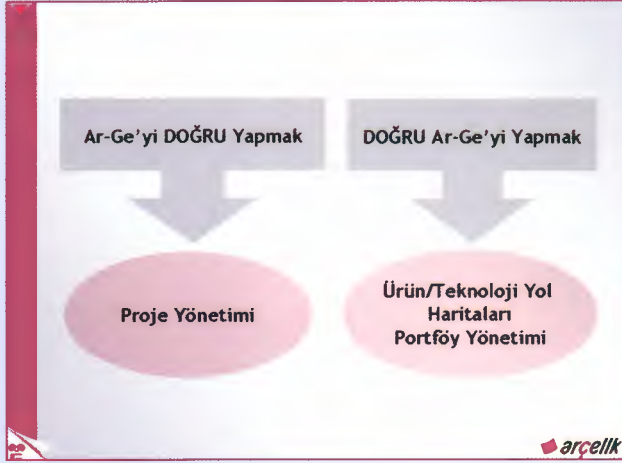 Ar-Ge'yi DOĞRU Yapmak
DOĞRU Ar-Ge'yi Yapmak
Proje Yönetimi
Ürün/Teknoloji Yol
Haritaları
Portföy Yönetimi
arçelik